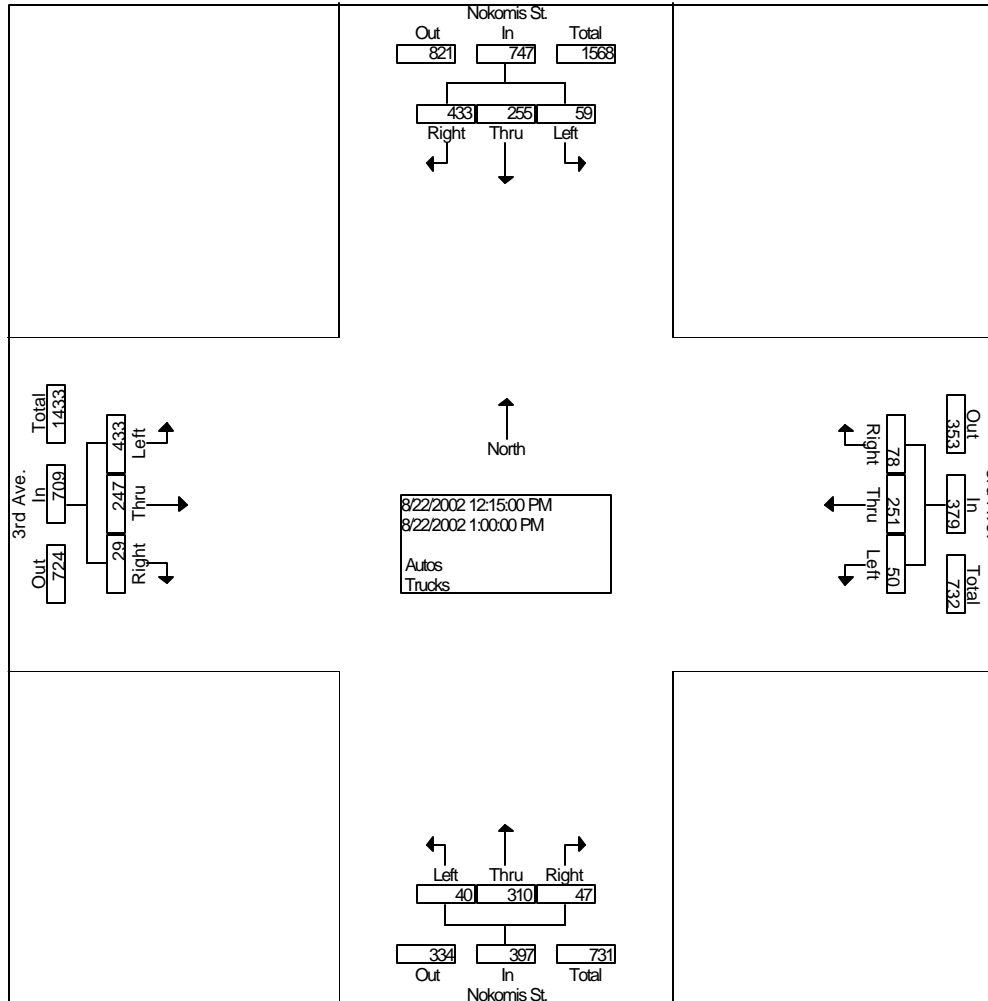 Nokomis St.
Out In Total
821 747 1568
433 255 59
Right Thru Left
3rd Ave.
Total In Out
1433 709 724
433 247 29
Left Thru Right
North
8/22/2002 12:15:00 PM
8/22/2002 1:00:00 PM
Autos
Trucks
Right Thru Left
78 251 50
353 379 732
Out In Total
Left Thru Right
40 310 47
334 397 731
Out In Total
Nokomis St.